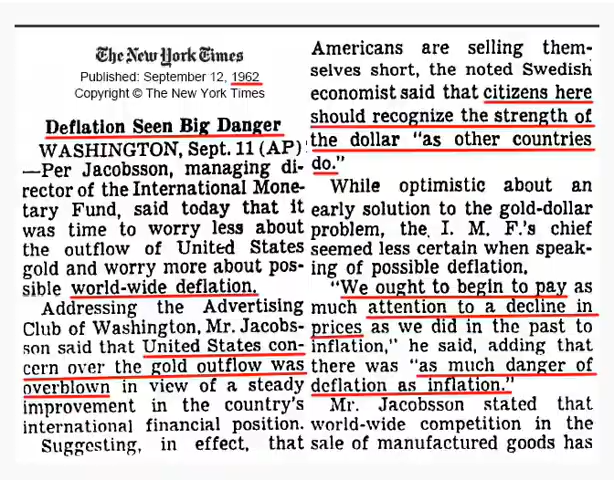 The New York Times
Published: September 12, 1962
Copyright © The New York Times
Deflation Seen Big Danger
WASHINGTON, Sept. 11 (AP)
—Per Jacobsson, managing di-
rector of the International Mone-
tary Fund, said today that it
was time to worry less about
the outflow of United States
gold and worry more about pos-
sible world-wide deflation.
Addressing the Advertising
Club of Washington, Mr. Jacobs-
son said that United States con-
cern over the gold outflow was
overblown in view of a steady
improvement in the country's
international financial position.
Suggesting, in effect, that
Americans are selling them-
selves short, the noted Swedish
economist said that citizens here
should recognize the strength of
the dollar "as other countries
do."
While optimistic about an
early solution to the gold-dollar
problem, the I. M. F.'s chief
seemed less certain when speak-
ing of possible deflation.
"We ought to begin to pay as
much attention to a decline in
prices as we did in the past to
inflation," he said, adding that
there was "as much danger of
deflation as inflation."
Mr. Jacobsson stated that
world-wide competition in the
sale of manufactured goods has